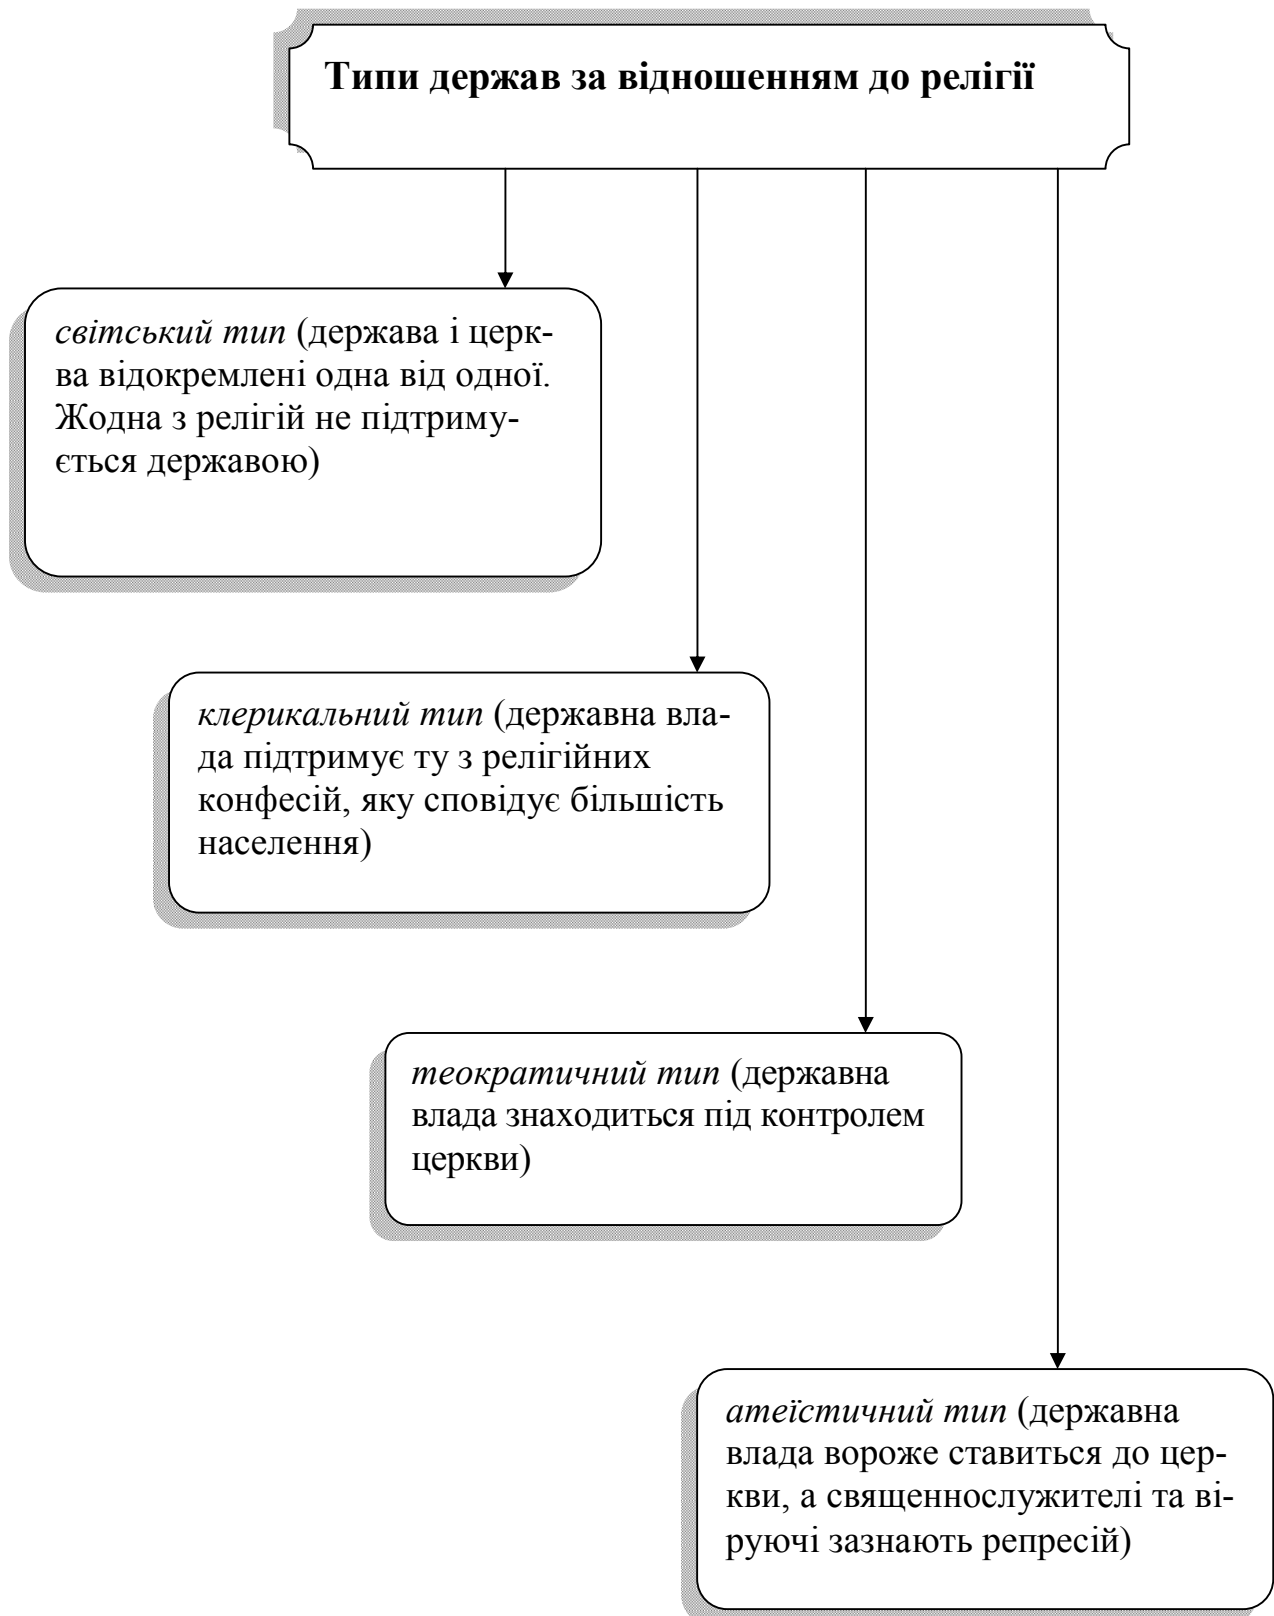 Типи держав за відношенням до релігії
світський тип (держава і церк-
ва відокремлені одна від одної.
Жодна з релігій не підтриму-
ється державою)
клерикальний тип (державна вла-
да підтримує ту з релігійних
конфесій, яку сповідує більшість
населення)
теократичний тип (державна
влада знаходиться під контролем
церкви)
атеїстичний тип (державна
влада вороже ставиться до цер-
кви, а священнослужителі та ві-
руючі зазнають репресій)